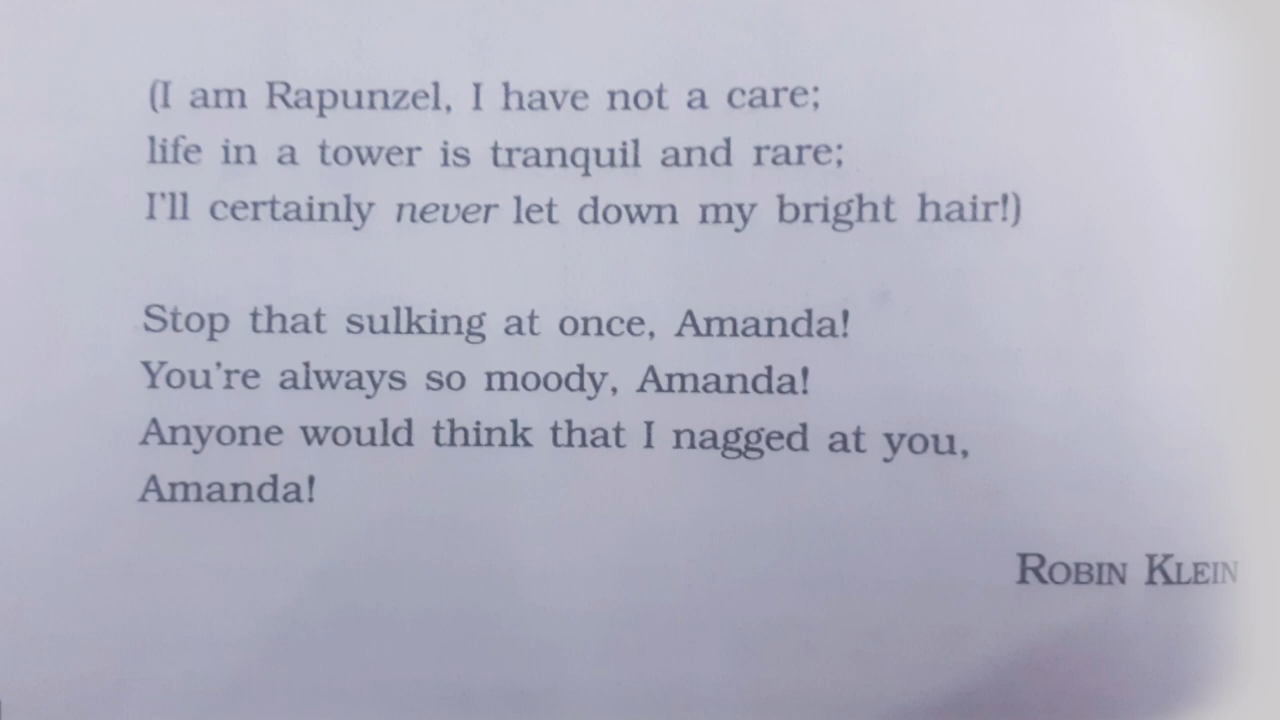 (I am Rapunzel, I have not a care;
life in a tower is tranquil and rare;
I'll certainly never let down my bright hair!)
Stop that sulking at once, Amanda!
You're always so moody, Amanda!
Anyone would think that I nagged at you,
Amanda!
ROBIN KLEIN